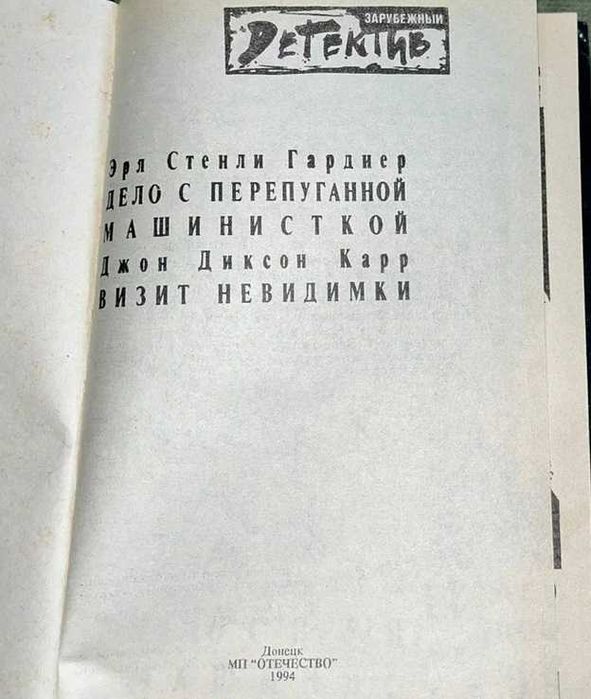 ЗАРУБЕЖНЫЙ
ДЕТЕКТИВ
Эрл Стенли Гарднер
ДЕЛО С ПЕРЕПУГАННОЙ
МАШИНИСТКОЙ
Джон Диксон Карр
ВИЗИТ НЕВИДИМКИ
Донецк
МП "ОТЕЧЕСТВО"
1994